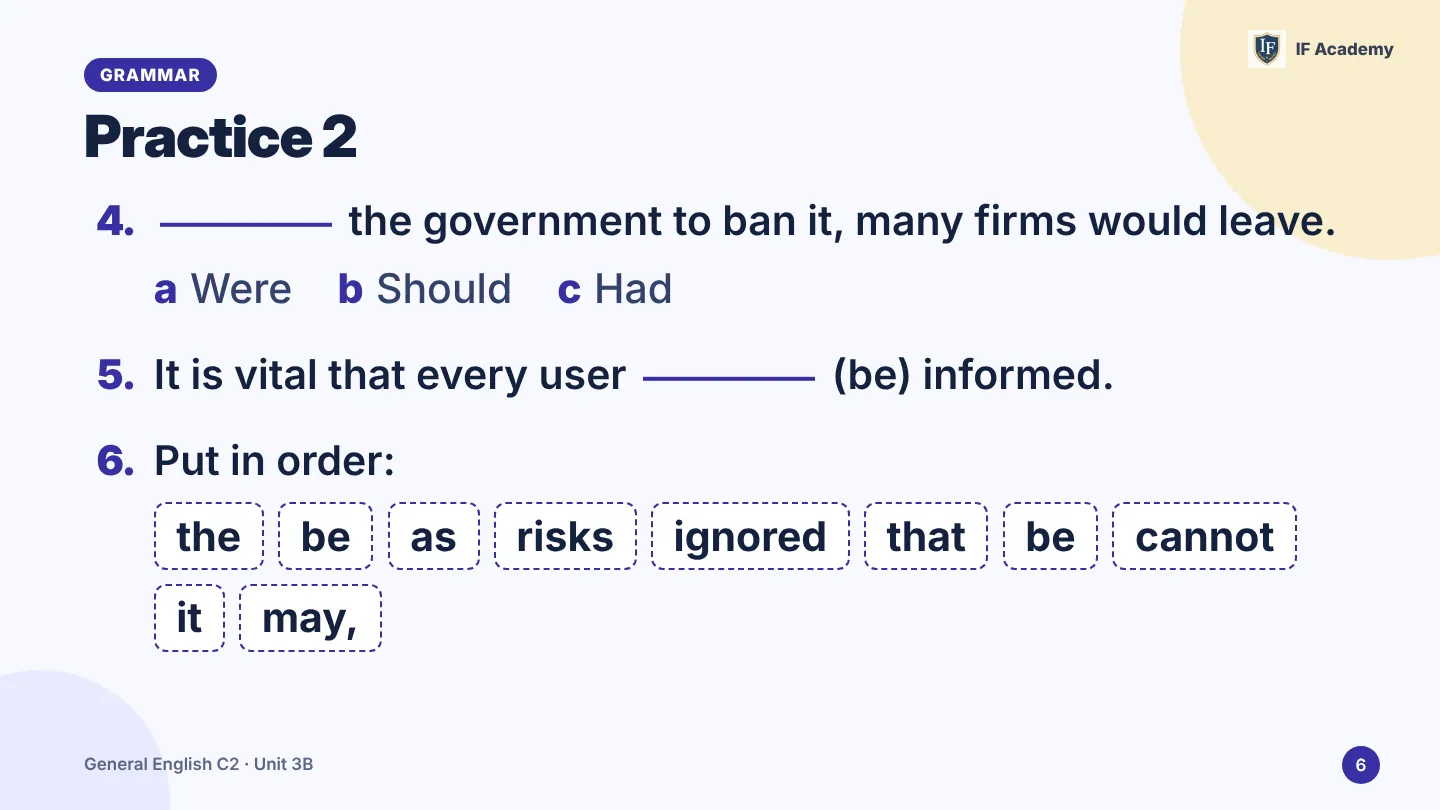 IF Academy
GRAMMAR
Practice 2
4. ________ the government to ban it, many firms would leave.
a Were b Should c Had
5. It is vital that every user ________ (be) informed.
6. Put in order:
the be as risks ignored that be cannot
it may,
General English C2 · Unit 3B
6